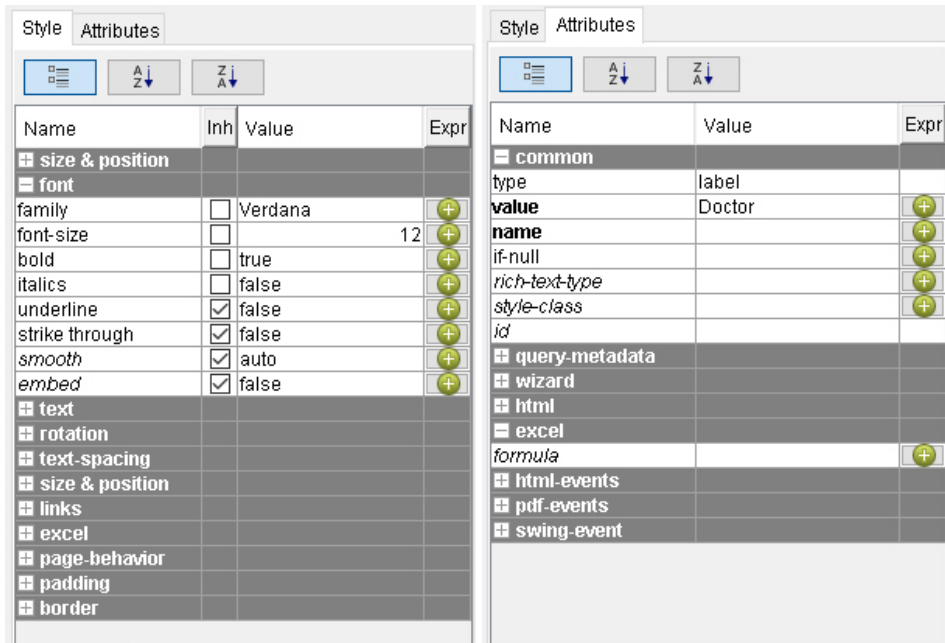 Style Attributes
A Z Z A
Name Inh Value Expr
size & position
font
family Verdana
font-size 12
bold true
italics false
underline false
strike through false
smooth auto
embed false
text
rotation
text-spacing
size & position
links
excel
page-behavior
padding
border
Style Attributes
A Z Z A
Name Value Expr
common
type label
value Doctor
name
if-null
rich-text-type
style-class
id
query-metadata
wizard
html
excel
formula
html-events
pdf-events
swing-event